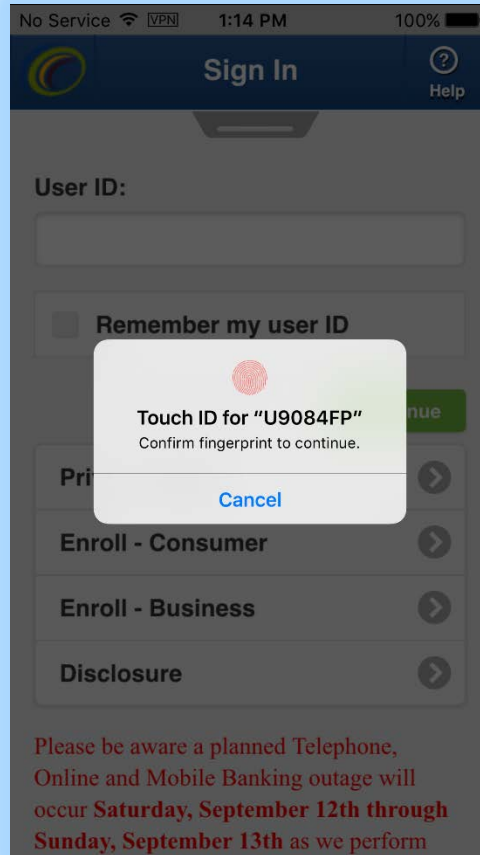 No Service VPN 1:14 PM 100%
Sign In
?
Help
User ID:
Remember my user ID
Touch ID for "U9084FP"
Confirm fingerprint to continue.
nue
Pri
Cancel
Enroll - Consumer
Enroll - Business
Disclosure
Please be aware a planned Telephone,
Online and Mobile Banking outage will
occur Saturday, September 12th through
Sunday, September 13th as we perform